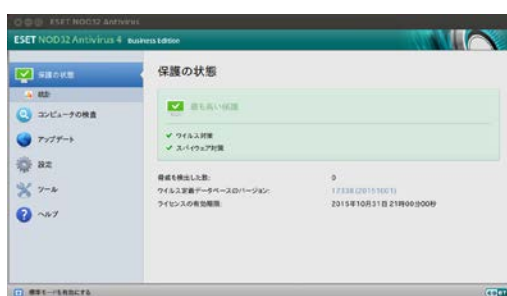 ESET NOD32 Antivirus
ESET NOD32 Antivirus 4 Business Edition
保護の状態
統計
コンピュータの検査
アップデート
設定
ツール
ヘルプ
保護の状態
最も高い保護
ウイルス対策
スパイウェア対策
脅威を検出した数: 0
ウイルス定義データベースのバージョン: 17338 (20151001)
ライセンスの有効期限: 2015年10月31日 21時00分00秒
標準モードを有効にする
eseT